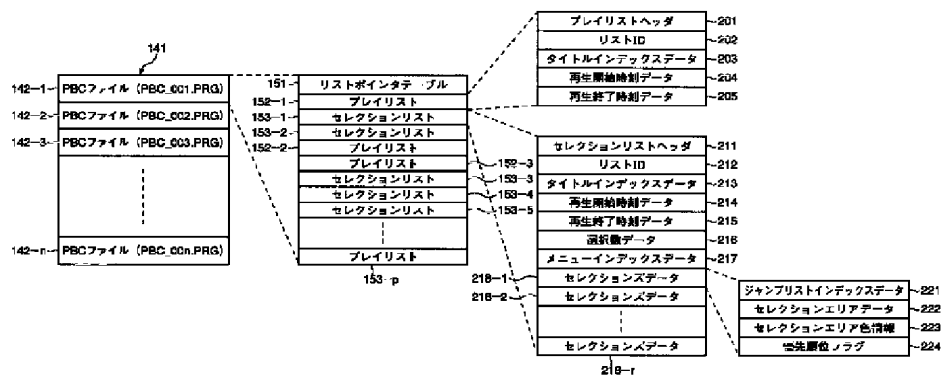 141
142-1 PBCファイル (PBC_001.PRG)
142-2 PBCファイル (PBC_002.PRG)
142-3 PBCファイル (PBC_003.PRG)
142-n PBCファイル (PBC_00n.PRG)
151 リストポインタテーブル
152-1 プレイリスト
153-1 セレクションリスト
153-2 セレクションリスト
152-2 プレイリスト
プレイリスト 152-3
セレクションリスト 153-3
セレクションリスト 153-4
セレクションリスト 153-5
プレイリスト
153-p
プレイリストヘッダ 201
リストID 202
タイトルインデックスデータ 203
再生開始時刻データ 204
再生終了時刻データ 205
セレクションリストヘッダ 211
リストID 212
タイトルインデックスデータ 213
再生開始時刻データ 214
再生終了時刻データ 215
選択数データ 216
メニューインデックスデータ 217
218-1 セレクションズデータ
218-2 セレクションズデータ
セレクションズデータ
218-r
ジャンプリストインデックスデータ 221
セレクションエリアデータ 222
セレクションエリア色情報 223
優先順位フラグ 224